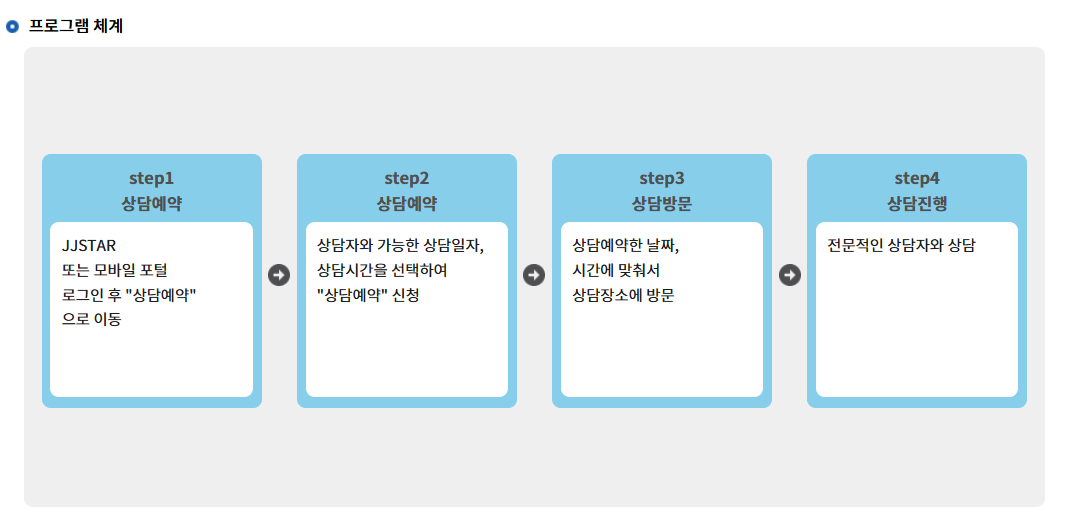 프로그램 체계
step1
상담예약
JJSTAR
또는 모바일 포털
로그인 후 "상담예약"
으로 이동
step2
상담예약
상담자와 가능한 상담일자,
상담시간을 선택하여
"상담예약" 신청
step3
상담방문
상담예약한 날짜,
시간에 맞춰서
상담장소에 방문
step4
상담진행
전문적인 상담자와 상담